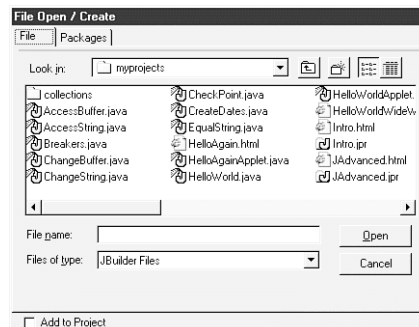 File Open / Create
File
Packages
Look in:
myprojects
collections
AccessBuffer.java
AccessString.java
Breakers.java
ChangeBuffer.java
ChangeString.java
CheckPoint.java
CreateDates.java
EqualString.java
HelloAgain.html
HelloAgainApplet.java
HelloWorld.java
HelloWorldApplet.
HelloWorldWideW
Intro.html
Intro.jpr
JAdvanced.html
JAdvanced.jpr
File name:
Open
Files of type:
JBuilder Files
Cancel
Add to Project